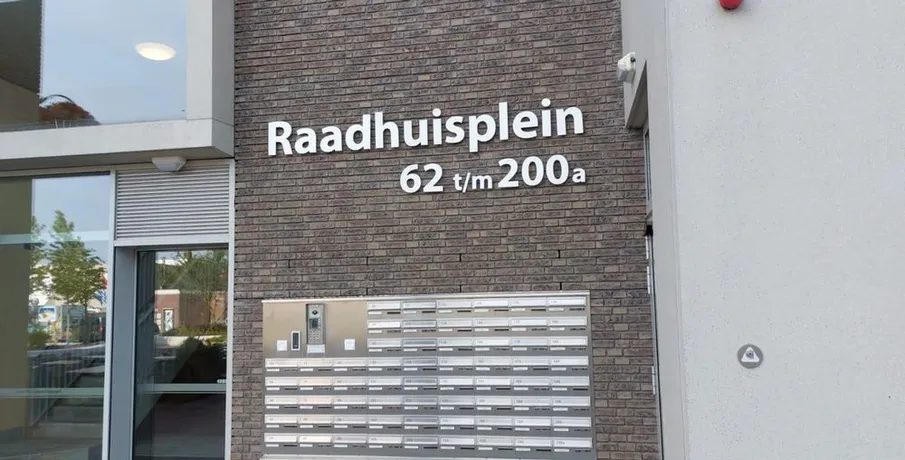 Raadhuisplein
62 t/m 200a